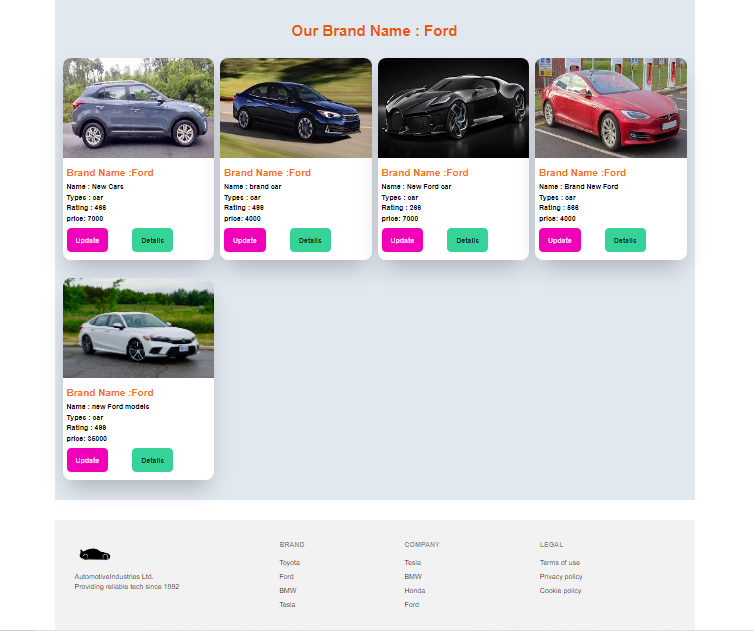 Our Brand Name : Ford
Brand Name :Ford
Name : New Cars
Types : car
Rating : 466
price: 7000
Update Details
Brand Name :Ford
Name : brand car
Types : car
Rating : 499
price: 4000
Update Details
Brand Name :Ford
Name : New Ford car
Types : car
Rating : 266
price: 7000
Update Details
Brand Name :Ford
Name : Brand New Ford
Types : car
Rating : 566
price: 4000
Update Details
Brand Name :Ford
Name : new Ford models
Types : car
Rating : 499
price: $6000
Update Details
AutomotiveIndustries Ltd.
Providing reliable tech since 1992
BRAND
Toyota
Ford
BMW
Tesla
COMPANY
Tesla
BMW
Honda
Ford
LEGAL
Terms of use
Privacy policy
Cookie policy